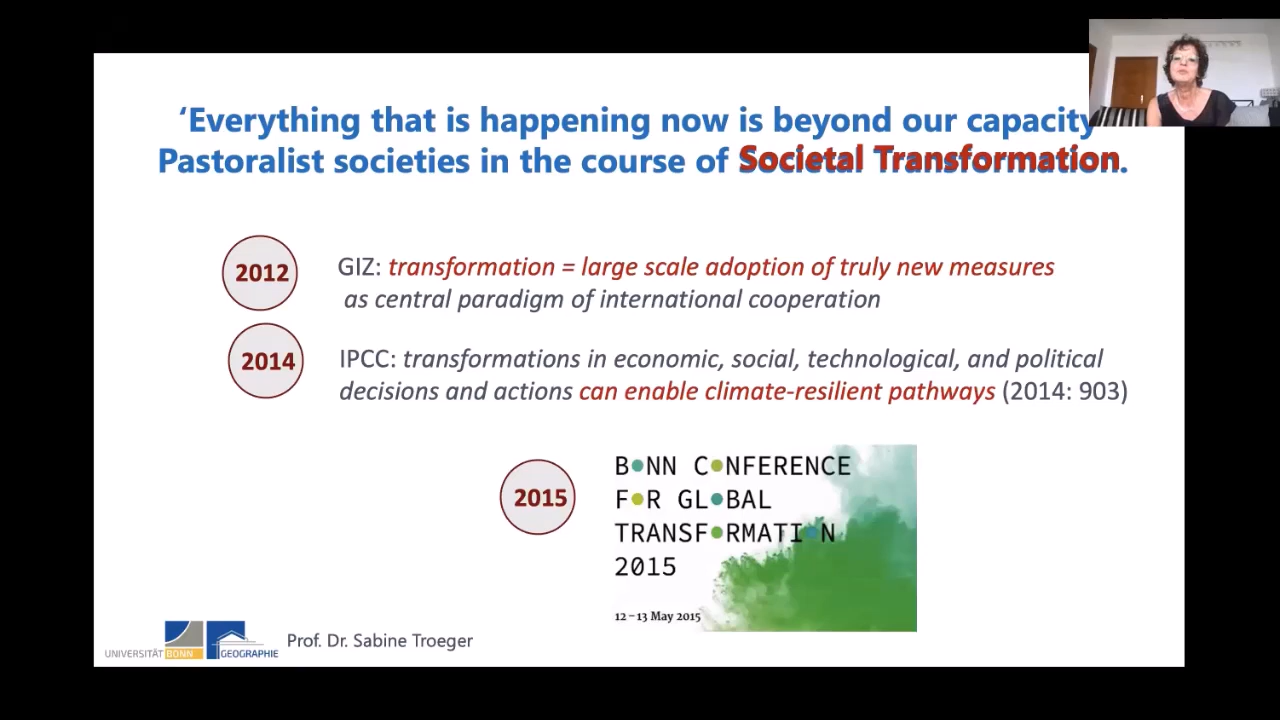 ‘Everything that is happening now is beyond our capacity
Pastoralist societies in the course of Societal Transformation.
2012
GIZ: transformation = large scale adoption of truly new measures
as central paradigm of international cooperation
2014
IPCC: transformations in economic, social, technological, and political
decisions and actions can enable climate-resilient pathways (2014: 903)
2015
BONN CONFERENCE
FOR GLOBAL
TRANSFORMATION
2015
12 – 13 May 2015
UNIVERSITÄT BONN GEOGRAPHIE
Prof. Dr. Sabine Troeger